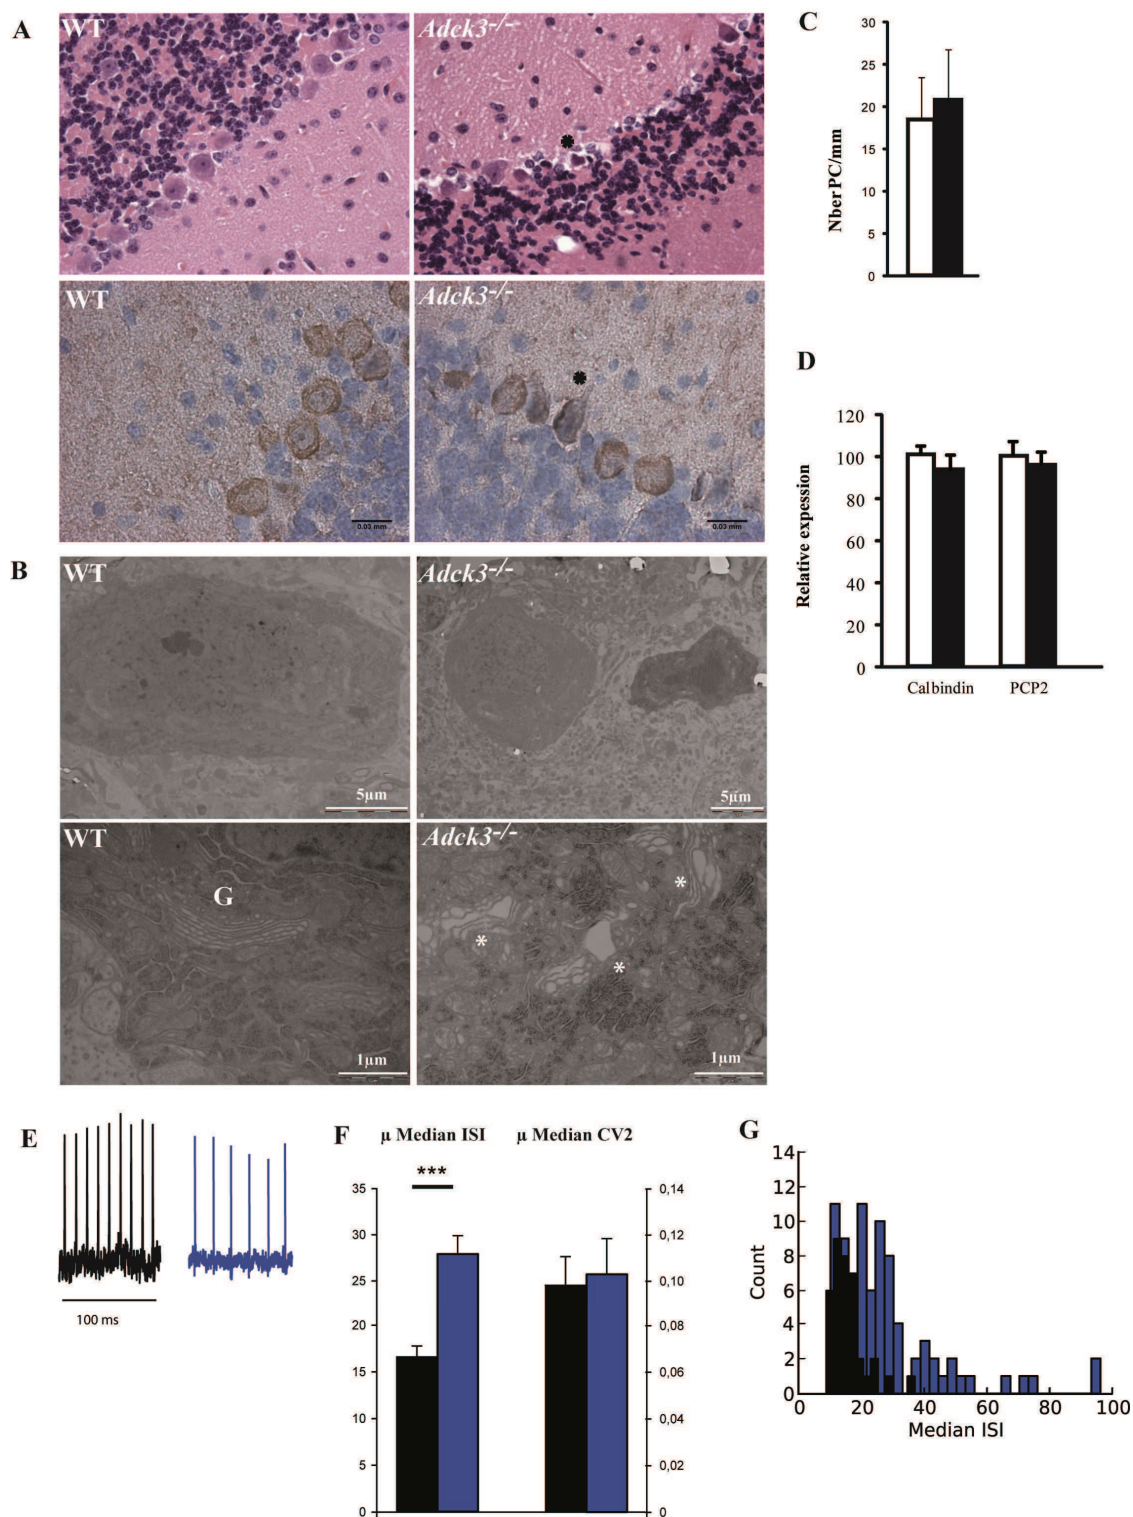 A
WT
Adck3-/-
WT
Adck3-/-
0.03 mm
0.03 mm
B
WT
Adck3-/-
5µm
5µm
WT
Adck3-/-
G
*
*
*
1µm
1µm
C
Nber PC/mm
30
25
20
15
10
5
0
D
Relative expession
120
100
80
60
40
20
0
Calbindin
PCP2
E
100 ms
F
µ Median ISI
µ Median CV2
***
35
30
25
20
15
10
5
0
0,14
0,12
0,10
0,08
0,06
0,04
0,02
0
G
Count
14
12
10
8
6
4
2
0
0
20
40
60
80
100
Median ISI